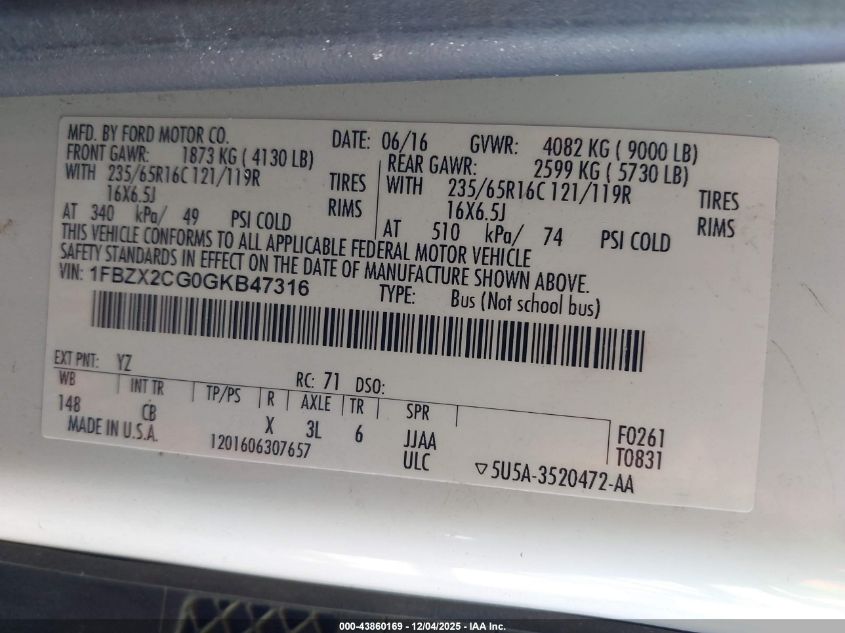 MFD. BY FORD MOTOR CO. DATE: 06/16 GVWR: 4082 KG ( 9000 LB)
FRONT GAWR: 1873 KG ( 4130 LB) REAR GAWR: 2599 KG ( 5730 LB)
WITH 235/65R16C 121/119R TIRES WITH 235/65R16C 121/119R TIRES
16X6.5J RIMS 16X6.5J RIMS
AT 340 kPa/ 49 PSI COLD AT 510 kPa/ 74 PSI COLD
THIS VEHICLE CONFORMS TO ALL APPLICABLE FEDERAL MOTOR VEHICLE
SAFETY STANDARDS IN EFFECT ON THE DATE OF MANUFACTURE SHOWN ABOVE.
VIN: 1FBZX2CG0GKB47316 TYPE: Bus (Not school bus)
EXT PNT: YZ RC: 71 DSO:
WB INT TR TP/PS R AXLE TR SPR
148 CB X 3L 6 JJAA F0261
MADE IN U.S.A. 1201606307657 ULC T0831
▽5U5A-3520472-AA
000-43860169 - 12/04/2025 - IAA Inc.